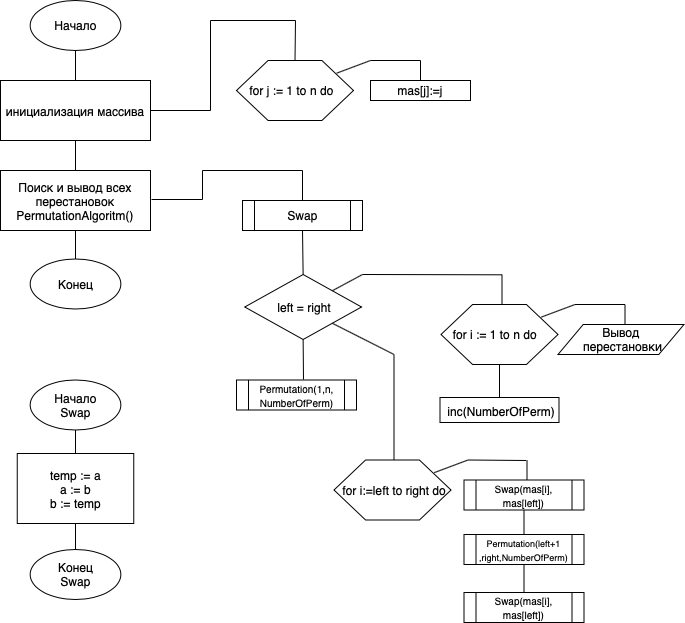 Начало
инициализация массива
for j := 1 to n do
mas[j]:=j
Поиск и вывод всех
перестановок
PermutationAlgoritm()
Swap
Конец
left = right
for i := 1 to n do
Вывод
перестановки
Permutation(1,n,
NumberOfPerm)
inc(NumberOfPerm)
Начало
Swap
temp := a
a := b
b := temp
Конец
Swap
for i:=left to right do
Swap(mas[i],
mas[left])
Permutation(left+1
,right,NumberOfPerm)
Swap(mas[i],
mas[left])